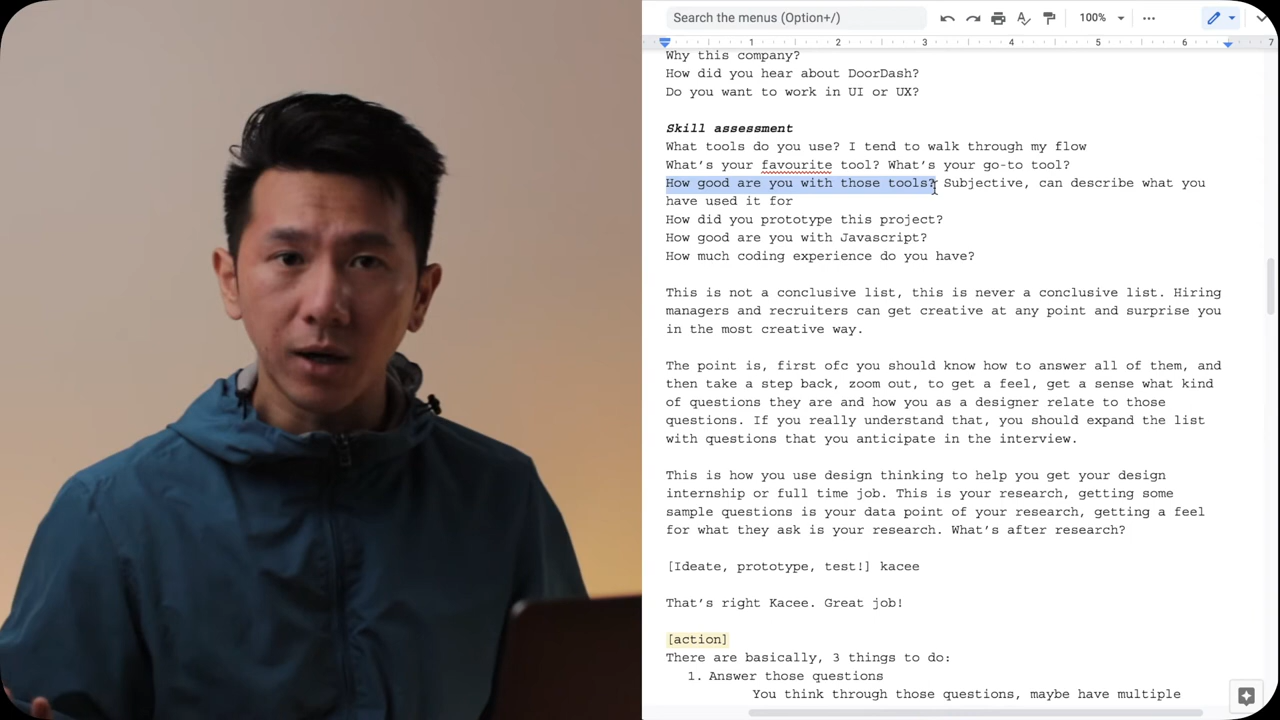 Search the menus (Option+/)
100%
1 2 3 4 5 6 7
Why this company?
How did you hear about DoorDash?
Do you want to work in UI or UX?
Skill assessment
What tools do you use? I tend to walk through my flow
What's your favourite tool? What's your go-to tool?
How good are you with those tools? Subjective, can describe what you
have used it for
How did you prototype this project?
How good are you with Javascript?
How much coding experience do you have?
This is not a conclusive list, this is never a conclusive list. Hiring
managers and recruiters can get creative at any point and surprise you
in the most creative way.
The point is, first ofc you should know how to answer all of them, and
then take a step back, zoom out, to get a feel, get a sense what kind
of questions they are and how you as a designer relate to those
questions. If you really understand that, you should expand the list
with questions that you anticipate in the interview.
This is how you use design thinking to help you get your design
internship or full time job. This is your research, getting some
sample questions is your data point of your research, getting a feel
for what they ask is your research. What's after research?
[Ideate, prototype, test!] kacee
That's right Kacee. Great job!
[action]
There are basically, 3 things to do:
1. Answer those questions
You think through those questions, maybe have multiple